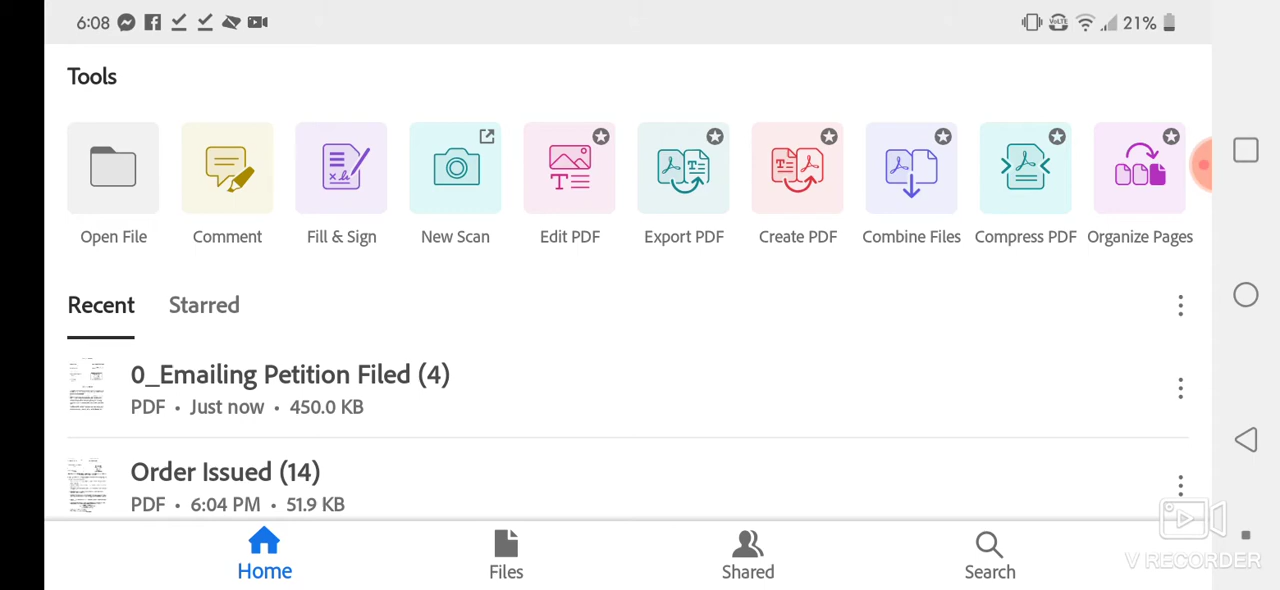 6:08 21%
Tools
Open File Comment Fill & Sign New Scan Edit PDF Export PDF Create PDF Combine Files Compress PDF Organize Pages
Recent Starred
0_Emailing Petition Filed (4)
PDF • Just now • 450.0 KB
Order Issued (14)
PDF • 6:04 PM • 51.9 KB
Home Files Shared Search
V RECORDER